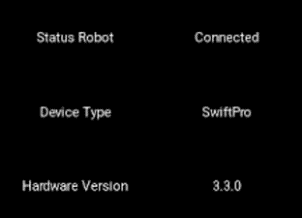 Status Robot Connected
Device Type SwiftPro
Hardware Version 3.3.0